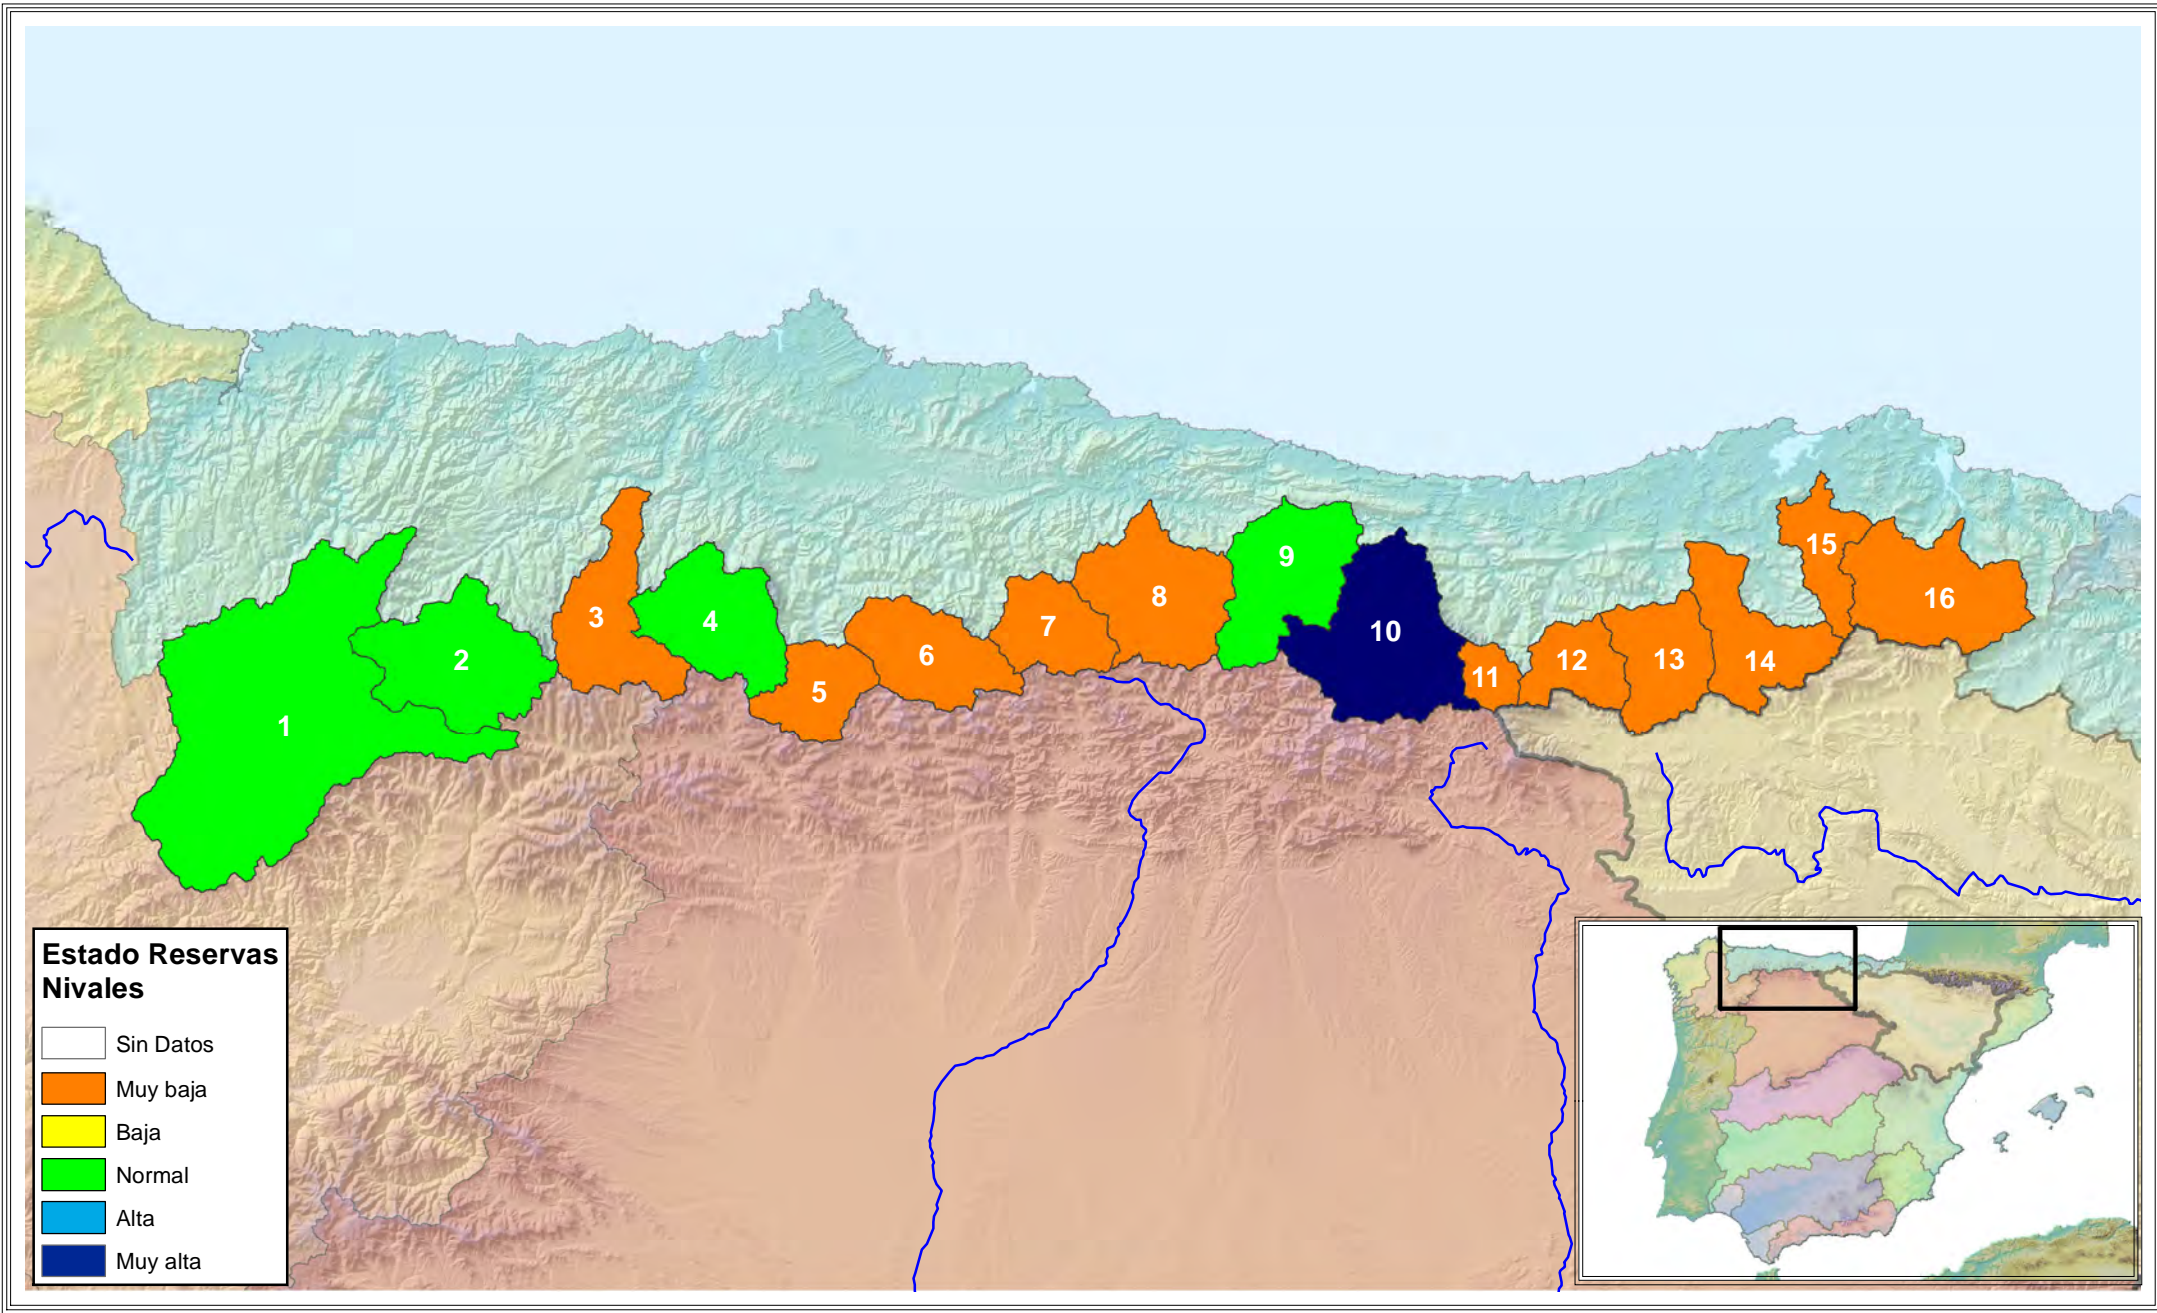 1
2
3
4
5
6
7
8
9
10
11
12
13
14
15
16
Estado Reservas
Nivales
Sin Datos
Muy baja
Baja
Normal
Alta
Muy alta